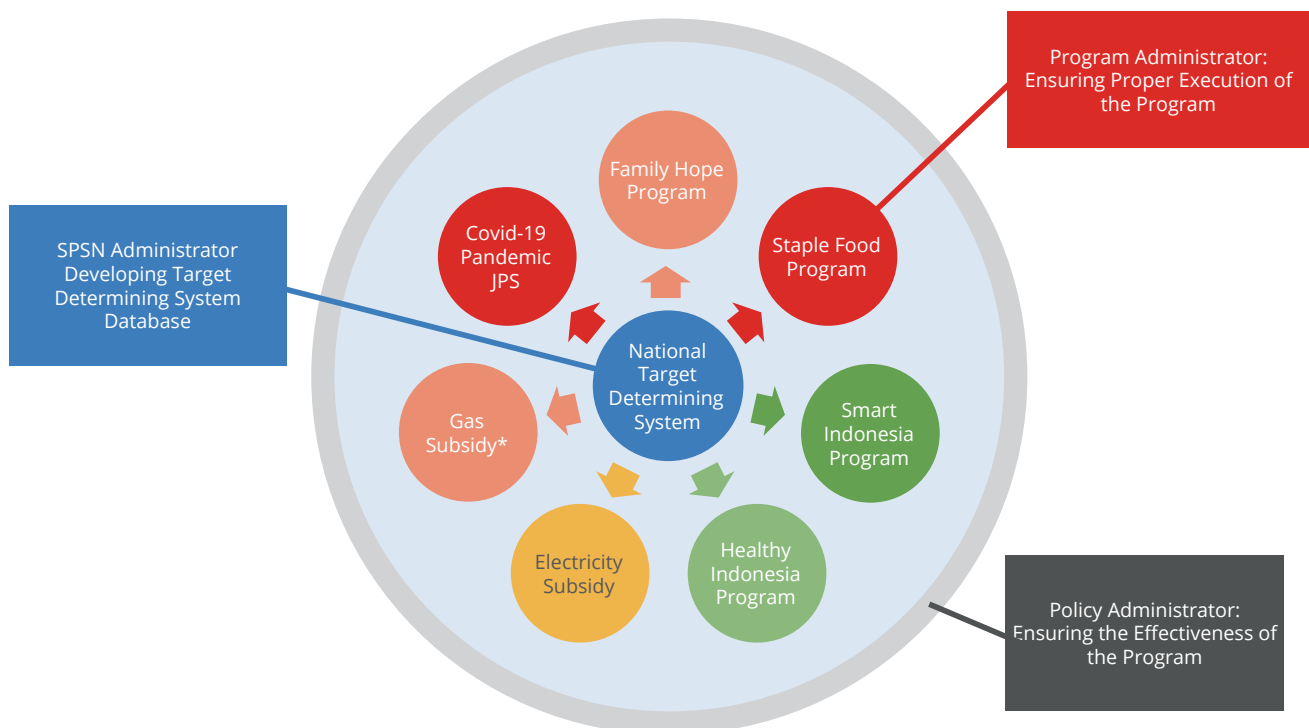 Program Administrator:
Ensuring Proper Execution of
the Program
Family Hope
Program
Covid-19
Pandemic
JPS
Staple Food
Program
SPSN Administrator
Developing Target
Determining System
Database
National
Target
Determining
System
Gas
Subsidy*
Smart
Indonesia
Program
Electricity
Subsidy
Healthy
Indonesia
Program
Policy Administrator:
Ensuring the Effectiveness of
the Program